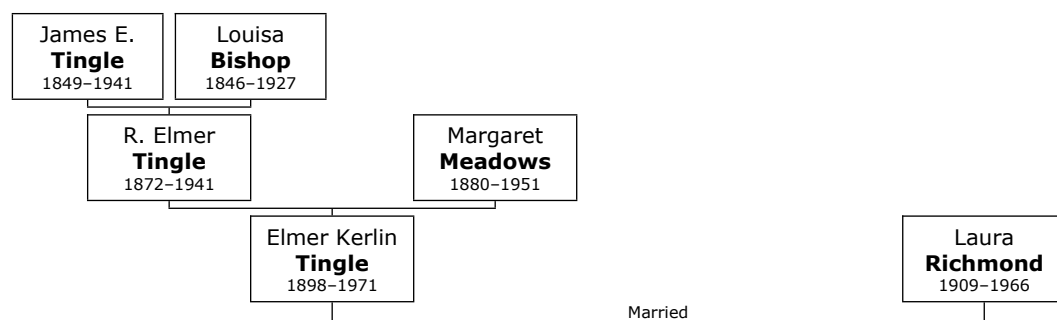 James E.
Tingle
1849–1941
Louisa
Bishop
1846–1927
R. Elmer
Tingle
1872–1941
Margaret
Meadows
1880–1951
Elmer Kerlin
Tingle
1898–1971
Laura
Richmond
1909–1966
Married